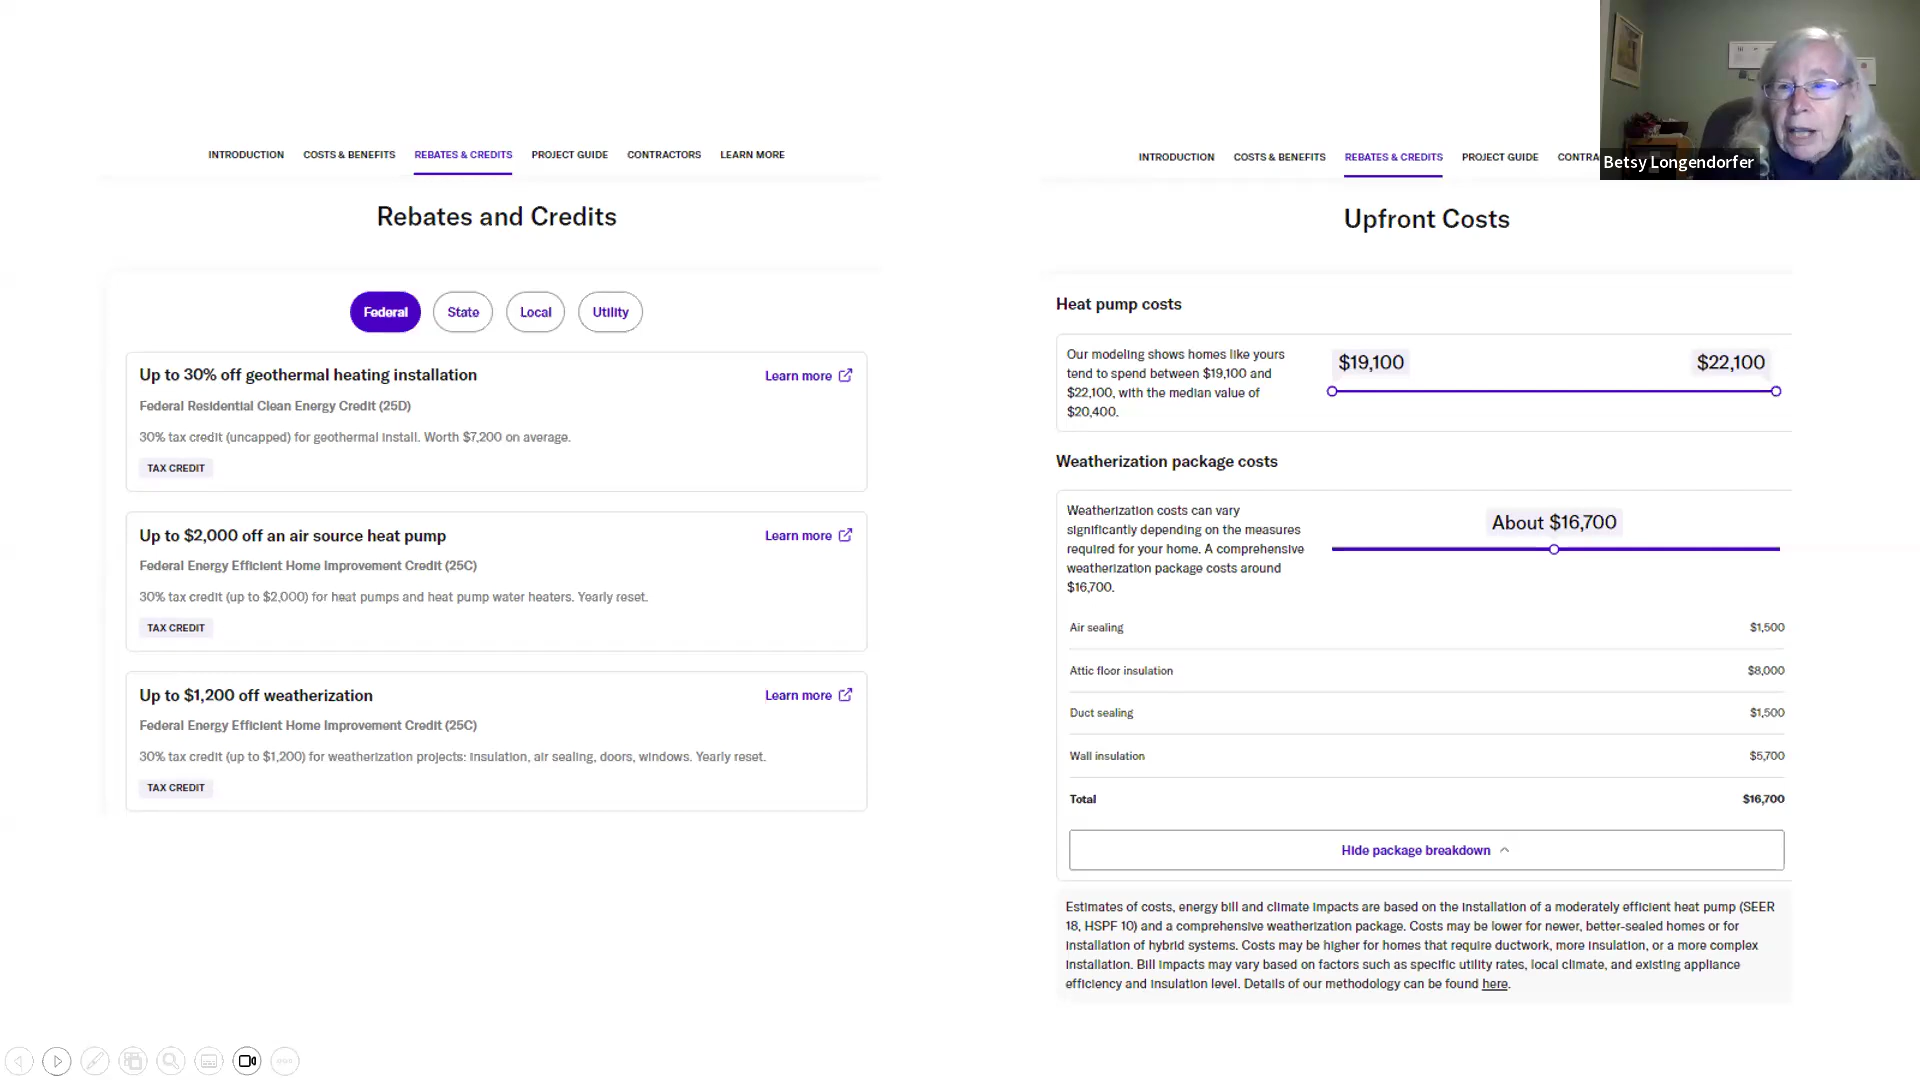 INTRODUCTION COSTS & BENEFITS REBATES & CREDITS PROJECT GUIDE CONTRACTORS LEARN MORE
Rebates and Credits
Federal State Local Utility
Up to 30% off geothermal heating installation Learn more
Federal Residential Clean Energy Credit (25D)
30% tax credit (uncapped) for geothermal install. Worth $7,200 on average.
TAX CREDIT
Up to $2,000 off an air source heat pump Learn more
Federal Energy Efficient Home Improvement Credit (25C)
30% tax credit (up to $2,000) for heat pumps and heat pump water heaters. Yearly reset.
TAX CREDIT
Up to $1,200 off weatherization Learn more
Federal Energy Efficient Home Improvement Credit (25C)
30% tax credit (up to $1,200) for weatherization projects: insulation, air sealing, doors, windows. Yearly reset.
TAX CREDIT
INTRODUCTION COSTS & BENEFITS REBATES & CREDITS PROJECT GUIDE CONTRA
Betsy Longendorfer
Upfront Costs
Heat pump costs
Our modeling shows homes like yours
tend to spend between $19,100 and
$22,100, with the median value of
$20,400.
$19,100 $22,100
Weatherization package costs
Weatherization costs can vary
significantly depending on the measures
required for your home. A comprehensive
weatherization package costs around
$16,700.
About $16,700
Air sealing $1,500
Attic floor insulation $8,000
Duct sealing $1,500
Wall insulation $5,700
Total $16,700
Hide package breakdown
Estimates of costs, energy bill and climate impacts are based on the installation of a moderately efficient heat pump (SEER
18, HSPF 10) and a comprehensive weatherization package. Costs may be lower for newer, better-sealed homes or for
installation of hybrid systems. Costs may be higher for homes that require ductwork, more insulation, or a more complex
installation. Bill impacts may vary based on factors such as specific utility rates, local climate, and existing appliance
efficiency and insulation level. Details of our methodology can be found here.